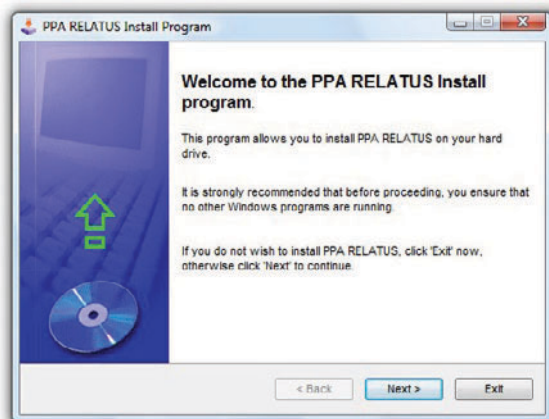 PPA RELATUS Install Program
Welcome to the PPA RELATUS Install
program.
This program allows you to install PPA RELATUS on your hard
drive.
It is strongly recommended that before proceeding, you ensure that
no other Windows programs are running.
If you do not wish to install PPA RELATUS, click 'Exit' now,
otherwise click 'Next' to continue.
< Back Next > Exit